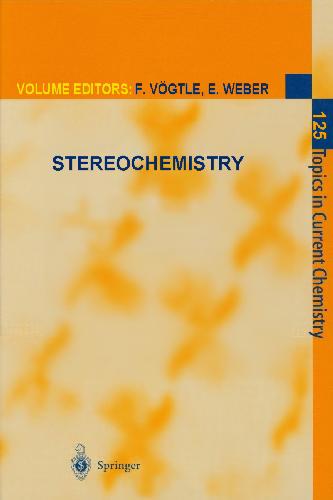 VOLUME EDITORS: F. VÖGTLE, E. WEBER
STEREOCHEMISTRY
125 Topics in Current Chemistry
Springer